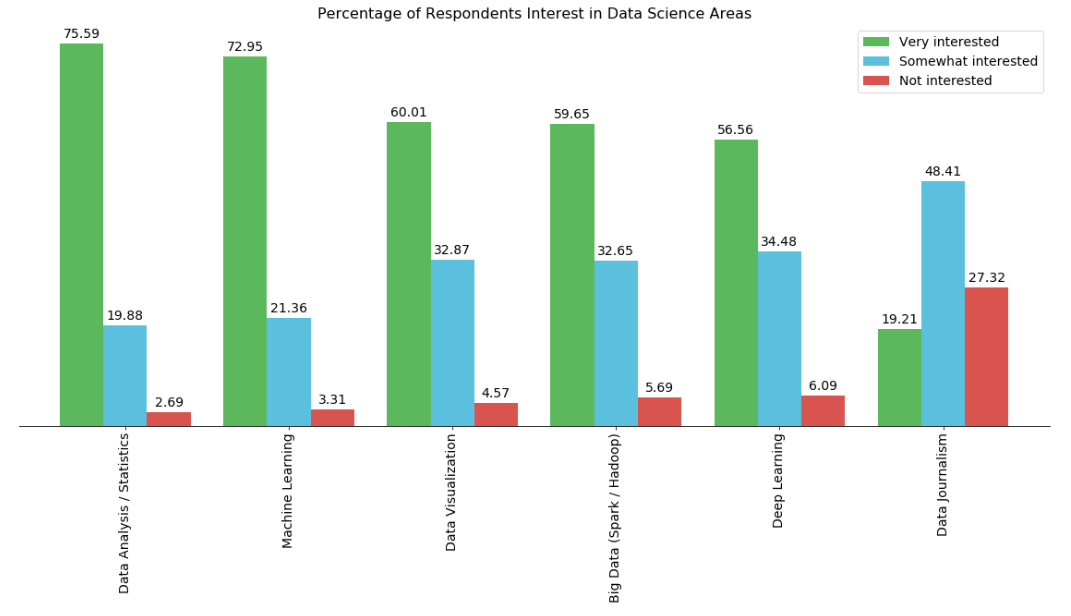 Percentage of Respondents Interest in Data Science Areas
Very interested
Somewhat interested
Not interested
75.59
19.88
2.69
72.95
21.36
3.31
60.01
32.87
4.57
59.65
32.65
5.69
56.56
34.48
6.09
19.21
48.41
27.32
Data Analysis / Statistics
Machine Learning
Data Visualization
Big Data (Spark / Hadoop)
Deep Learning
Data Journalism